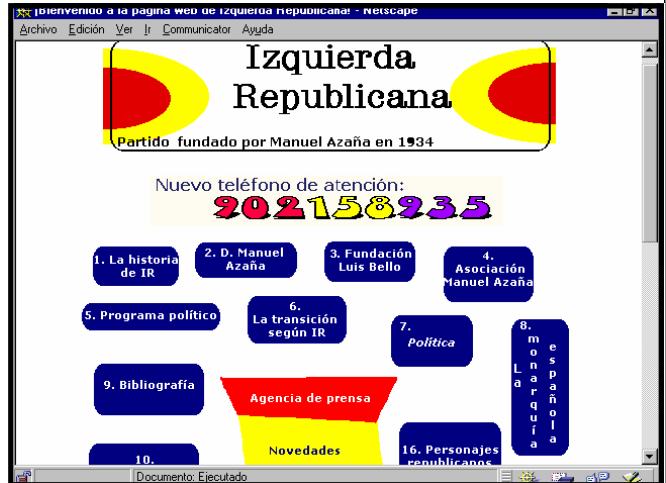 ¡Bienvenido a la página web de Izquierda Republicana! - Netscape
Archivo Edición Ver Ir Communicator Ayuda
Izquierda
Republicana
Partido fundado por Manuel Azaña en 1934
Nuevo teléfono de atención:
902158935
1. La historia
de IR
2. D. Manuel
Azaña
3. Fundación
Luis Bello
4.
Asociación
Manuel Azaña
5. Programa político
6.
La transición
según IR
7.
Política
8.
La
monarquía
española
9. Bibliografía
Agencia de prensa
Novedades
10.
16. Personajes
republicanos
Documento: Ejecutado